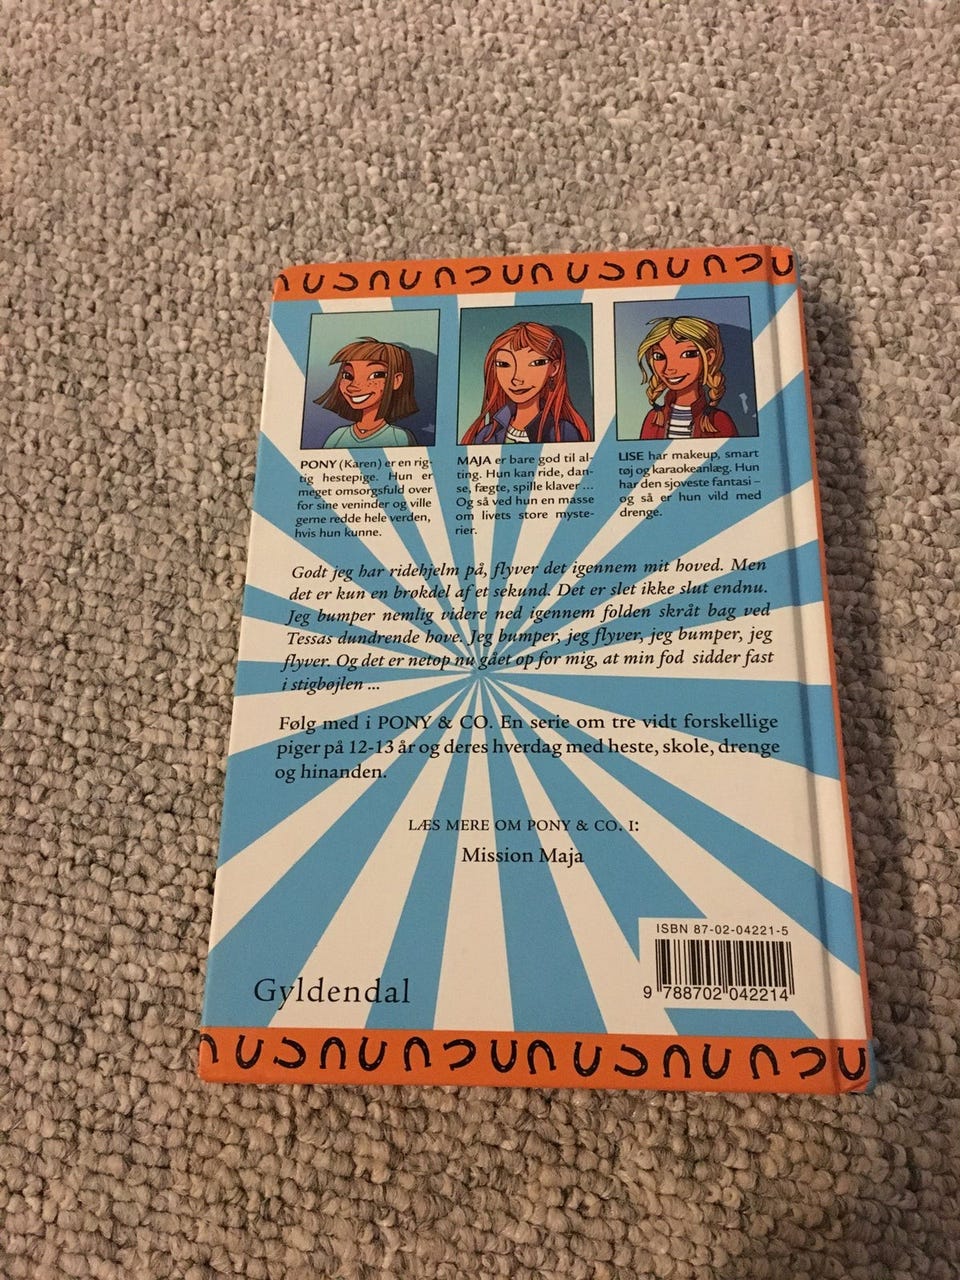 PONY (Karen) er en rig-
tig hestepige. Hun er
meget omsorgsfuld over
for sine veninder og ville
gerne redde hele verden,
hvis hun kunne.
MAJA er bare god til al-
ting. Hun kan ride, dan-
se, fægte, spille klaver ...
Og så ved hun en masse
om livets store myste-
rier.
LISE har makeup, smart
tøj og karaokeanlæg. Hun
har den sjoveste fantasi –
og så er hun vild med
drenge.
Godt jeg har ridehjelm på, flyver det igennem mit hoved. Men
det er kun en brøkdel af et sekund. Det er slet ikke slut endnu.
Jeg bumper nemlig videre ned igennem folden skråt bag ved
Tessas dundrende hove. Jeg bumper, jeg flyver, jeg bumper, jeg
flyver. Og det er netop nu gået op for mig, at min fod sidder fast
i stigbøjlen ...
Følg med i PONY & CO. En serie om tre vidt forskellige
piger på 12-13 år og deres hverdag med heste, skole, drenge
og hinanden.
LÆS MERE OM PONY & CO. I:
Mission Maja
ISBN 87-02-04221-5
9 788702 042214
Gyldendal